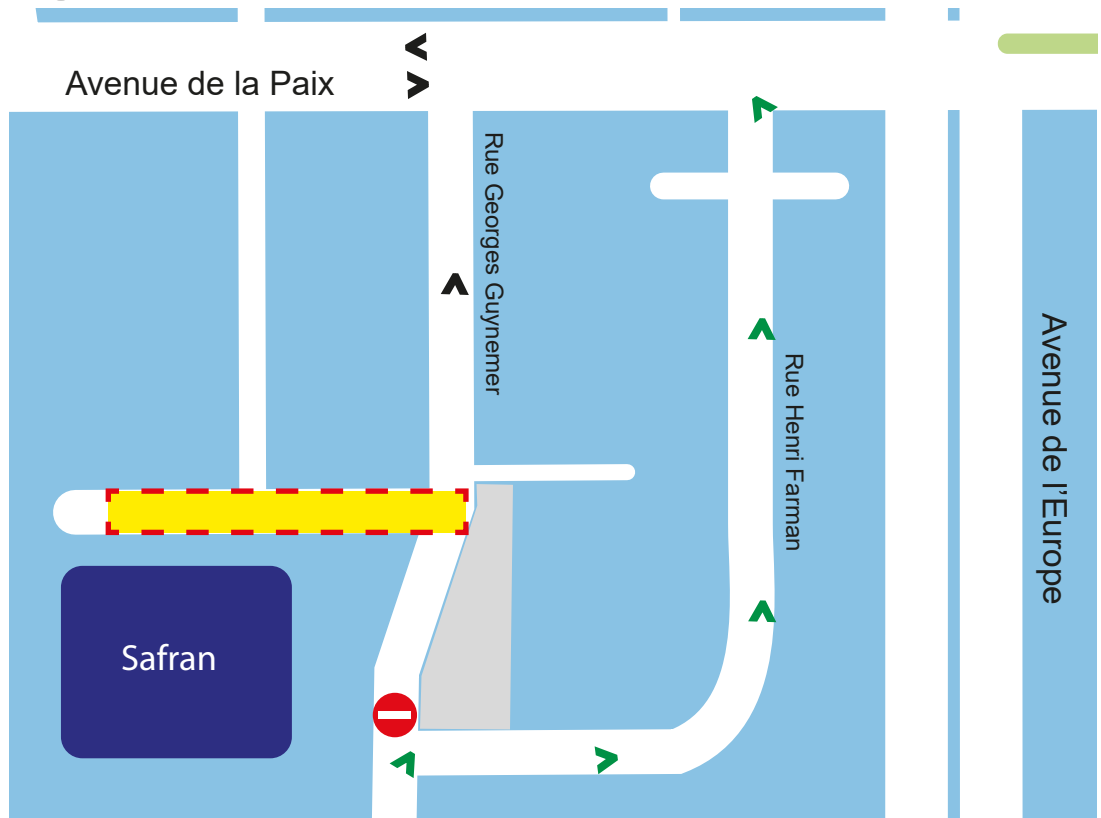 Avenue de la Paix
Rue Georges Guynemer
Rue Henri Farman
Avenue de l'Europe
Safran